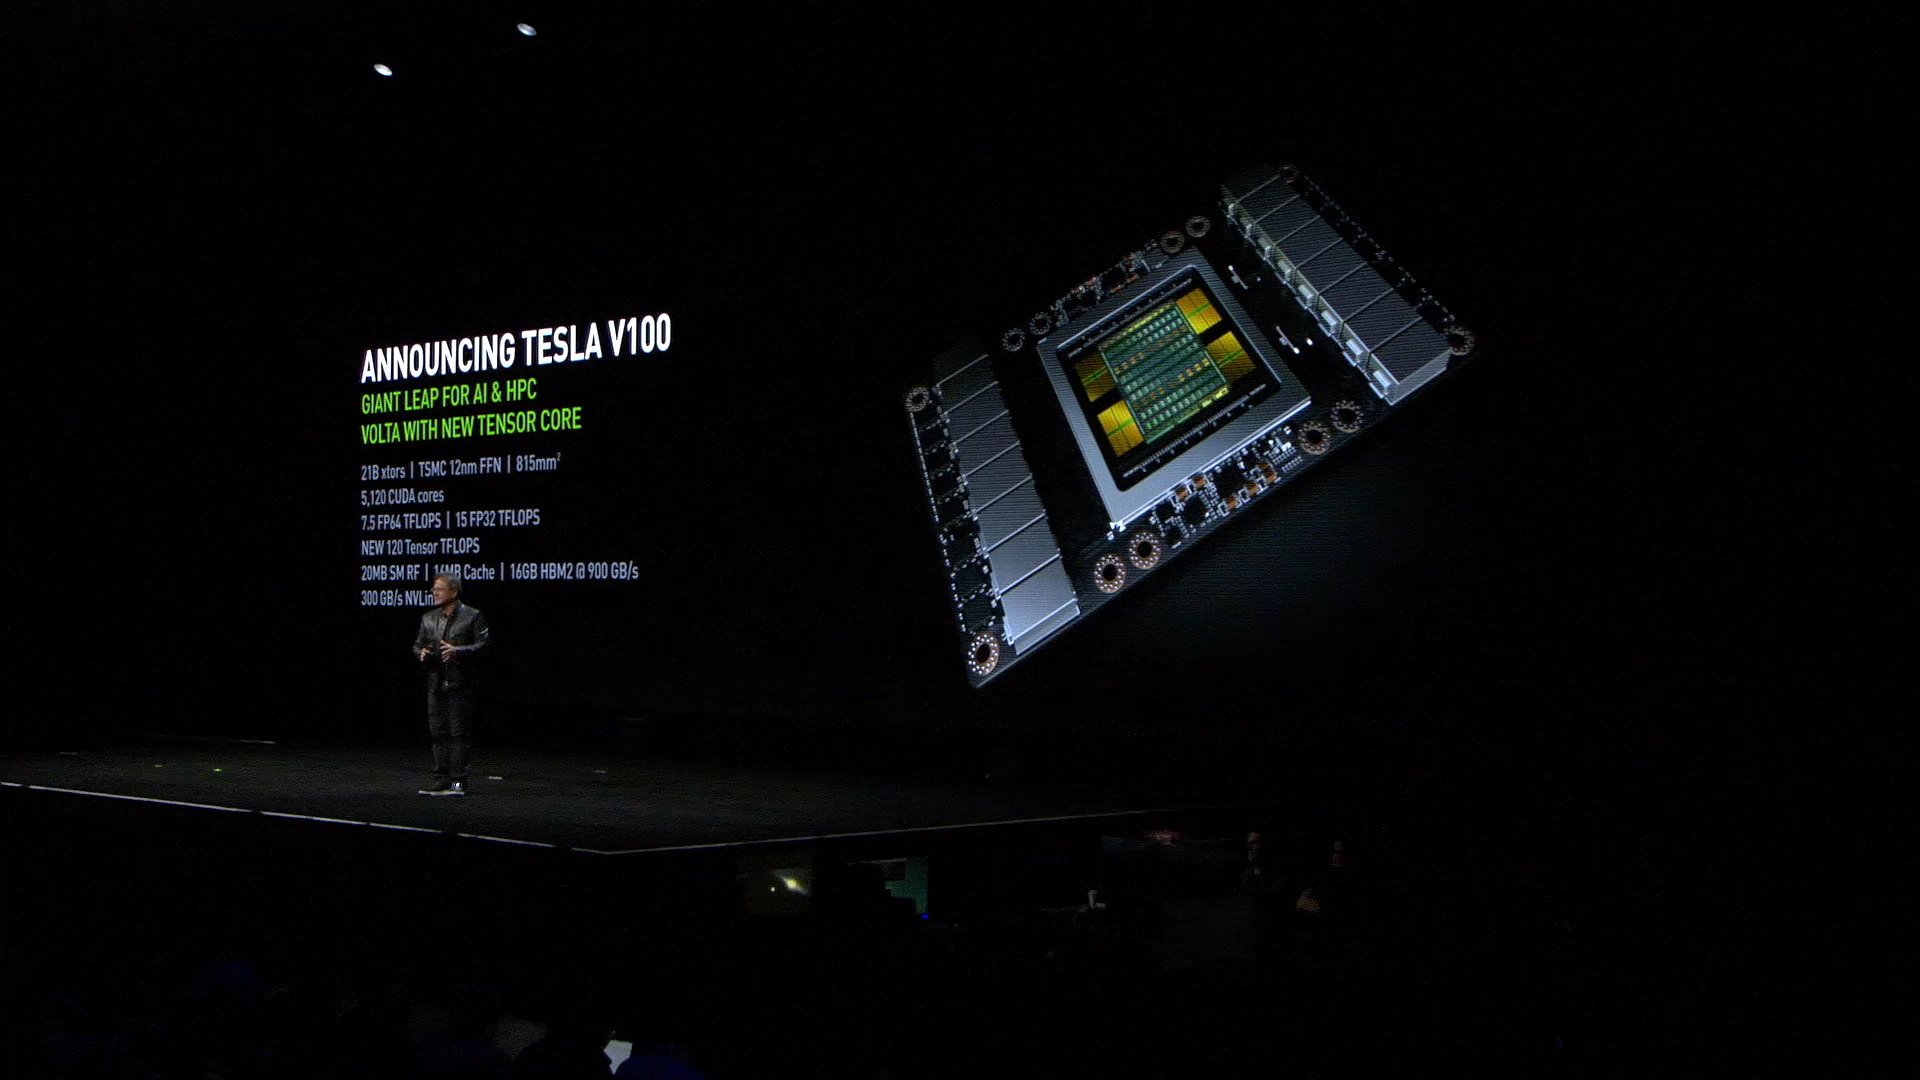 ANNOUNCING TESLA V100
GIANT LEAP FOR AI & HPC
VOLTA WITH NEW TENSOR CORE
21B xtors | TSMC 12nm FFN | 815mm²
5,120 CUDA cores
7.5 FP64 TFLOPS | 15 FP32 TFLOPS
NEW 120 Tensor TFLOPS
20MB SM RF | 16MB Cache | 16GB HBM2 @ 900 GB/s
300 GB/s NVLin